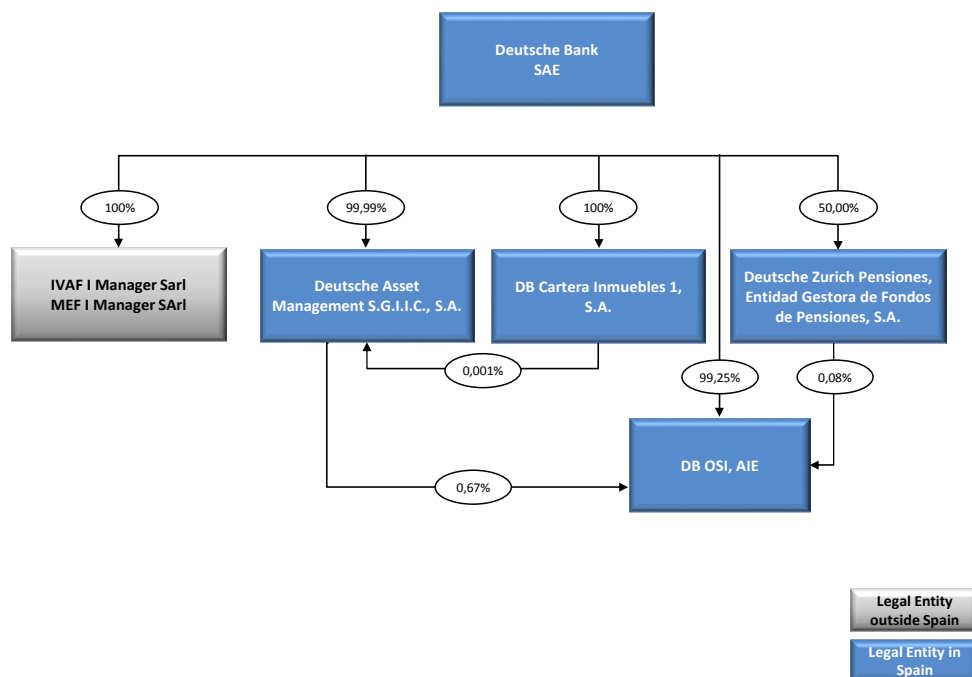 Deutsche Bank
SAE
100%
99,99%
100%
50,00%
IVAF I Manager Sarl
MEF I Manager SArl
Deutsche Asset
Management S.G.I.I.C., S.A.
DB Cartera Inmuebles 1,
S.A.
Deutsche Zurich Pensiones,
Entidad Gestora de Fondos
de Pensiones, S.A.
0,001%
99,25%
0,08%
DB OSI, AIE
0,67%
Legal Entity
outside Spain
Legal Entity in
Spain